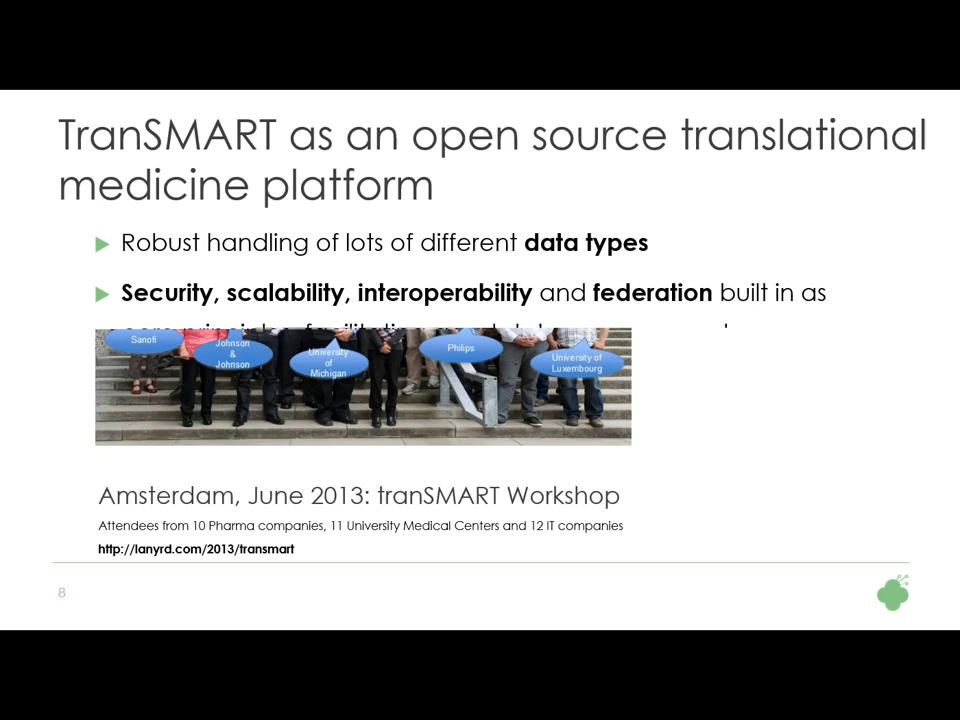 TranSMART as an open source translational
medicine platform
Robust handling of lots of different data types
Security, scalability, interoperability and federation built in as
Sanofi
Johnson
&
Johnson
University
of
Michigan
Philips
University of
Luxembourg
Amsterdam, June 2013: tranSMART Workshop
Attendees from 10 Pharma companies, 11 University Medical Centers and 12 IT companies
http://lanyrd.com/2013/transmart
8